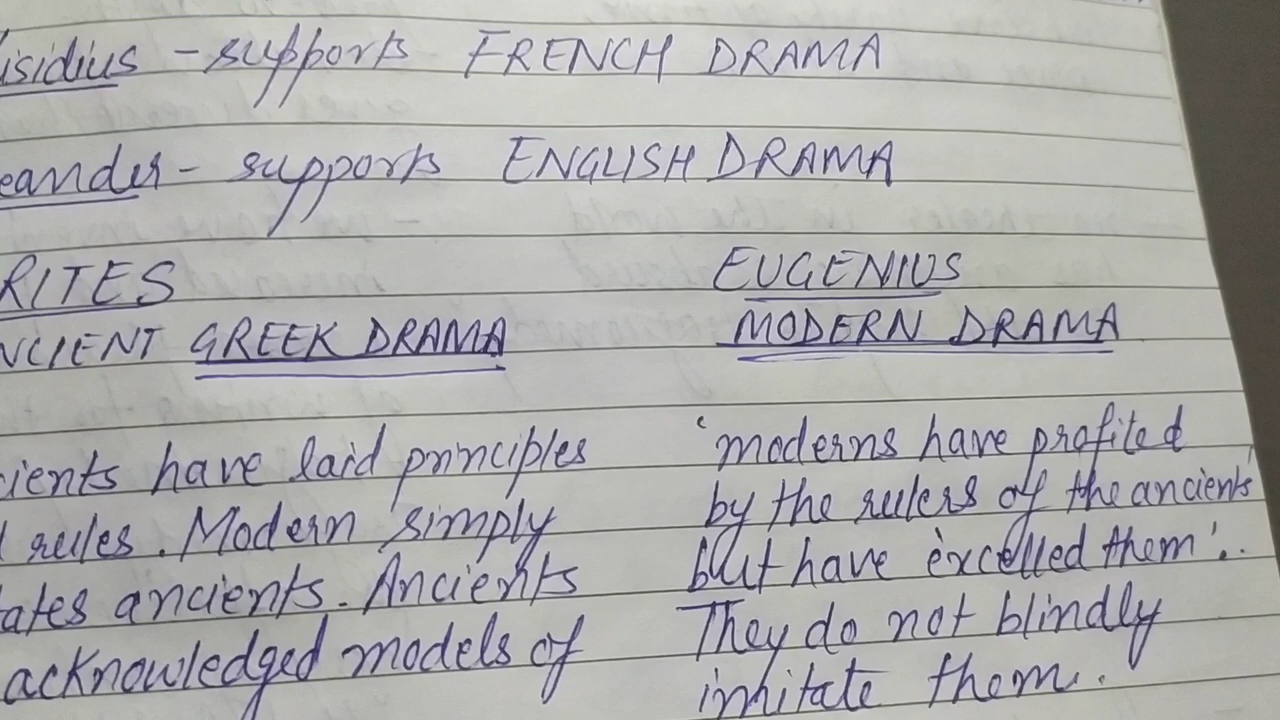 isidius - supports FRENCH DRAMA
eander - supports ENGLISH DRAMA
RITES EUGENIUS
NCIENT GREEK DRAMA MODERN DRAMA
cients have laid principles 'moderns have profited
rules. Modern simply by the rulers of the ancients
tates ancients. Ancients but have excelled them'.
acknowledged models of They do not blindly
imitate them.